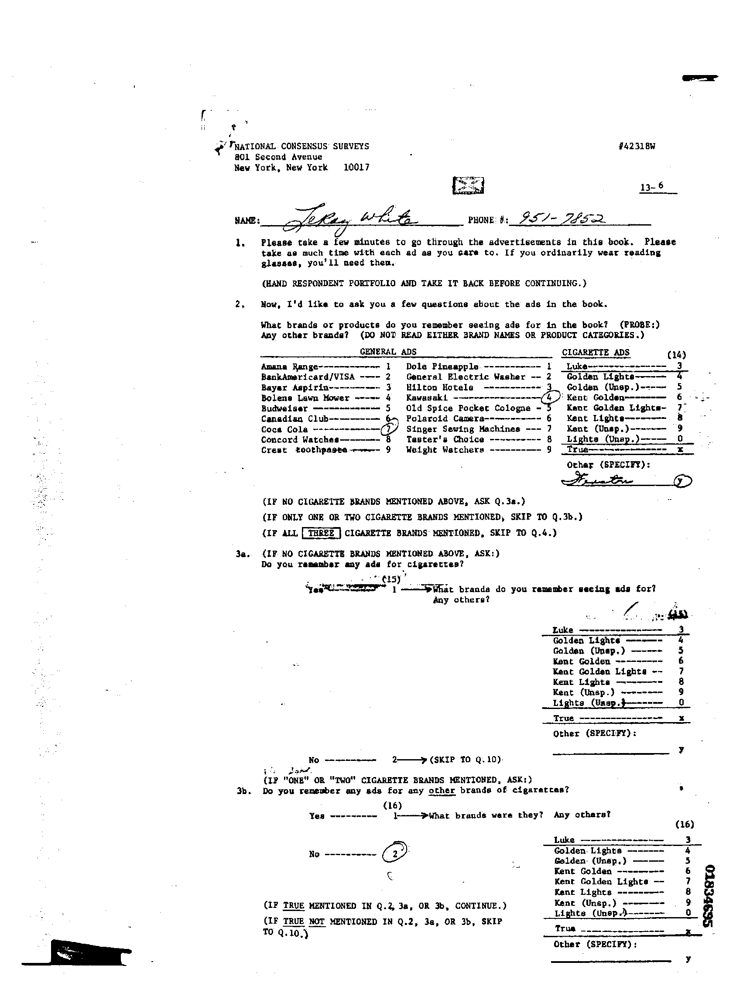 NATIONAL CONSENSUS SURVEYS #42318W
801 Second Avenue
New York, New York 10017
13-6
NAME: LeRoy White PHONE #: 951-7852
1. Please take a few minutes to go through the advertisements in this book. Please
take as much time with each ad as you care to. If you ordinarily wear reading
glasses, you'll need them.
(HAND RESPONDENT PORTFOLIO AND TAKE IT BACK BEFORE CONTINUING.)
2. Now, I'd like to ask you a few questions about the ads in the book.
What brands or products do you remember seeing ads for in the book? (PROBE:)
Any other brands? (DO NOT READ EITHER BRAND NAMES OR PRODUCT CATEGORIES.)
GENERAL ADS CIGARETTE ADS (14)
Amana Range------------ 1 Dole Pineapple ----------- 1 Luke--------------- 3
BankAmericard/VISA ---- 2 General Electric Washer -- 2 Golden Lights------ 4
Bayer Aspirin---------- 3 Hilton Hotels ---------- 3 Golden (Unsp.)----- 5
Bolens Lawn Mower ----- 4 Kawasaki ----------------- 4 Kent Golden-------- 6
Budweiser ------------- 5 Old Spice Pocket Cologne - 5 Kent Golden Lights- 7
Canadian Club---------- 6 Polaroid Camera----------- 6 Kent Lights-------- 8
Coca Cola ------------- 7 Singer Sewing Machines --- 7 Kent (Unsp.)------- 9
Concord Watches-------- 8 Taster's Choice ---------- 8 Lights (Unsp.)----- 0
Crest toothpaste ------ 9 Weight Watchers ---------- 9 True--------------- x
Other (SPECIFY):
y
(IF NO CIGARETTE BRANDS MENTIONED ABOVE, ASK Q.3a.)
(IF ONLY ONE OR TWO CIGARETTE BRANDS MENTIONED, SKIP TO Q.3b.)
(IF ALL THREE CIGARETTE BRANDS MENTIONED, SKIP TO Q.4.)
3a. (IF NO CIGARETTE BRANDS MENTIONED ABOVE, ASK:)
Do you remember any ads for cigarettes?
(15)
Yes 1 What brands do you remember seeing ads for?
Any others?
(15)
Luke ---------------- 3
Golden Lights ------- 4
Golden (Unsp.) ------ 5
Kent Golden --------- 6
Kent Golden Lights -- 7
Kent Lights --------- 8
Kent (Unsp.) -------- 9
Lights (Unsp.)------- 0
True ---------------- x
Other (SPECIFY):
y
No ---------- 2 (SKIP TO Q.10)
(IF "ONE" OR "TWO" CIGARETTE BRANDS MENTIONED, ASK:)
3b. Do you remember any ads for any other brands of cigarettes?
(16)
Yes --------- 1 What brands were they? Any others?
(16)
Luke ---------------- 3
No ---------- 2 Golden Lights ------- 4
Golden (Unsp.) ------ 5
Kent Golden --------- 6
Kent Golden Lights -- 7
Kent Lights --------- 8
(IF TRUE MENTIONED IN Q.2, 3a, OR 3b, CONTINUE.) Kent (Unsp.) -------- 9
Lights (Unsp.)------- 0
(IF TRUE NOT MENTIONED IN Q.2, 3a, OR 3b, SKIP
TO Q.10.) True ---------------- x
Other (SPECIFY):
y
01834695